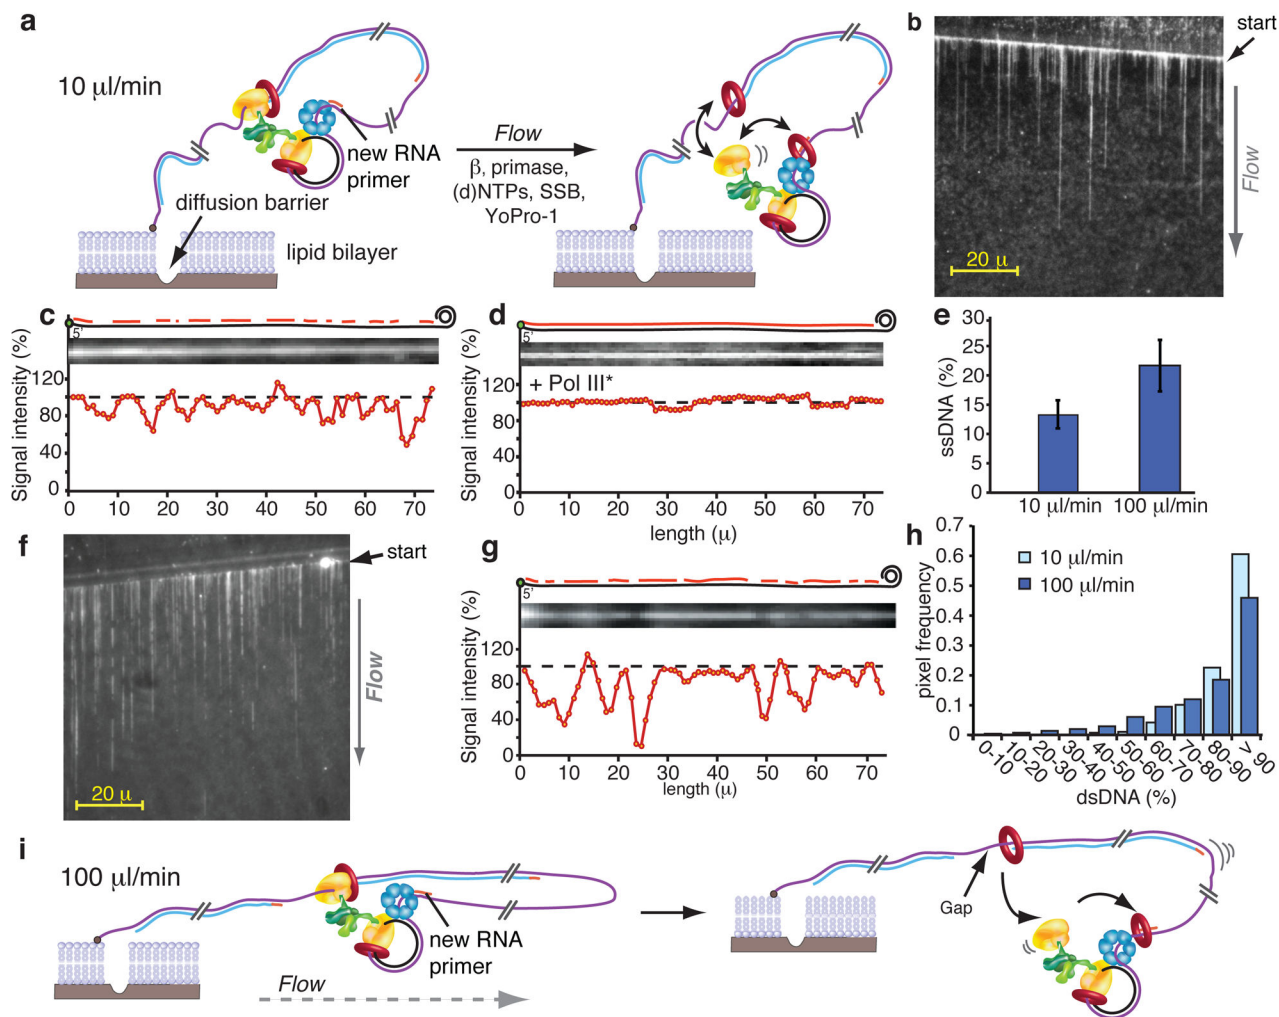 a
10 μl/min
new RNA
primer
diffusion barrier
lipid bilayer
Flow
β, primase,
(d)NTPs, SSB,
YoPro-1
b
start
Flow
20 μ
c
5'
Signal intensity (%)
120
80
40
0
0 10 20 30 40 50 60 70
d
5'
+ Pol III*
Signal intensity (%)
120
80
40
0
0 10 20 30 40 50 60 70
length (μ)
e
ssDNA (%)
30
25
20
15
10
5
0
10 μl/min 100 μl/min
f
start
Flow
20 μ
g
5'
Signal intensity (%)
120
80
40
0
0 10 20 30 40 50 60 70
length (μ)
h
10 μl/min
100 μl/min
pixel frequency
0.7
0.6
0.5
0.4
0.3
0.2
0.1
0
0-10 10-20 20-30 30-40 40-50 50-60 60-70 70-80 80-90 > 90
dsDNA (%)
i
100 μl/min
new RNA
primer
Flow
Gap